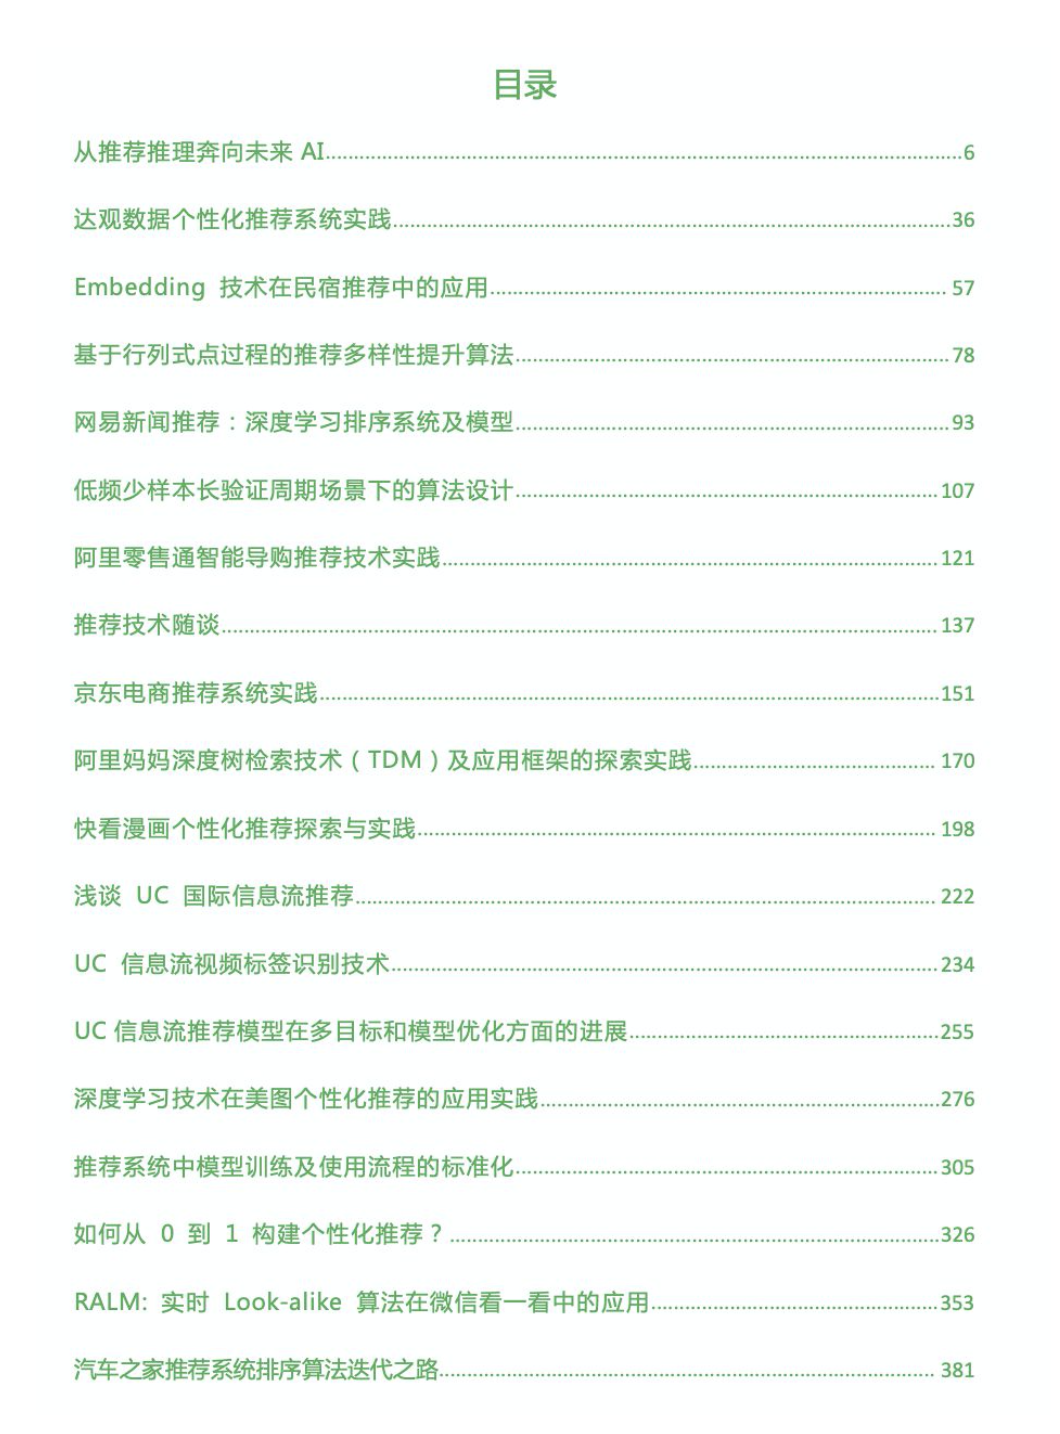 目录
从推荐推理奔向未来 AI........6
达观数据个性化推荐系统实践........36
Embedding 技术在民宿推荐中的应用........57
基于行列式点过程的推荐多样性提升算法........78
网易新闻推荐：深度学习排序系统及模型........93
低频少样本长验证周期场景下的算法设计........107
阿里零售通智能导购推荐技术实践........121
推荐技术随谈........137
京东电商推荐系统实践........151
阿里妈妈深度树检索技术（TDM）及应用框架的探索实践........170
快看漫画个性化推荐探索与实践........198
浅谈 UC 国际信息流推荐........222
UC 信息流视频标签识别技术........234
UC 信息流推荐模型在多目标和模型优化方面的进展........255
深度学习技术在美图个性化推荐的应用实践........276
推荐系统中模型训练及使用流程的标准化........305
如何从 0 到 1 构建个性化推荐？........326
RALM: 实时 Look-alike 算法在微信看一看中的应用........353
汽车之家推荐系统排序算法迭代之路........381